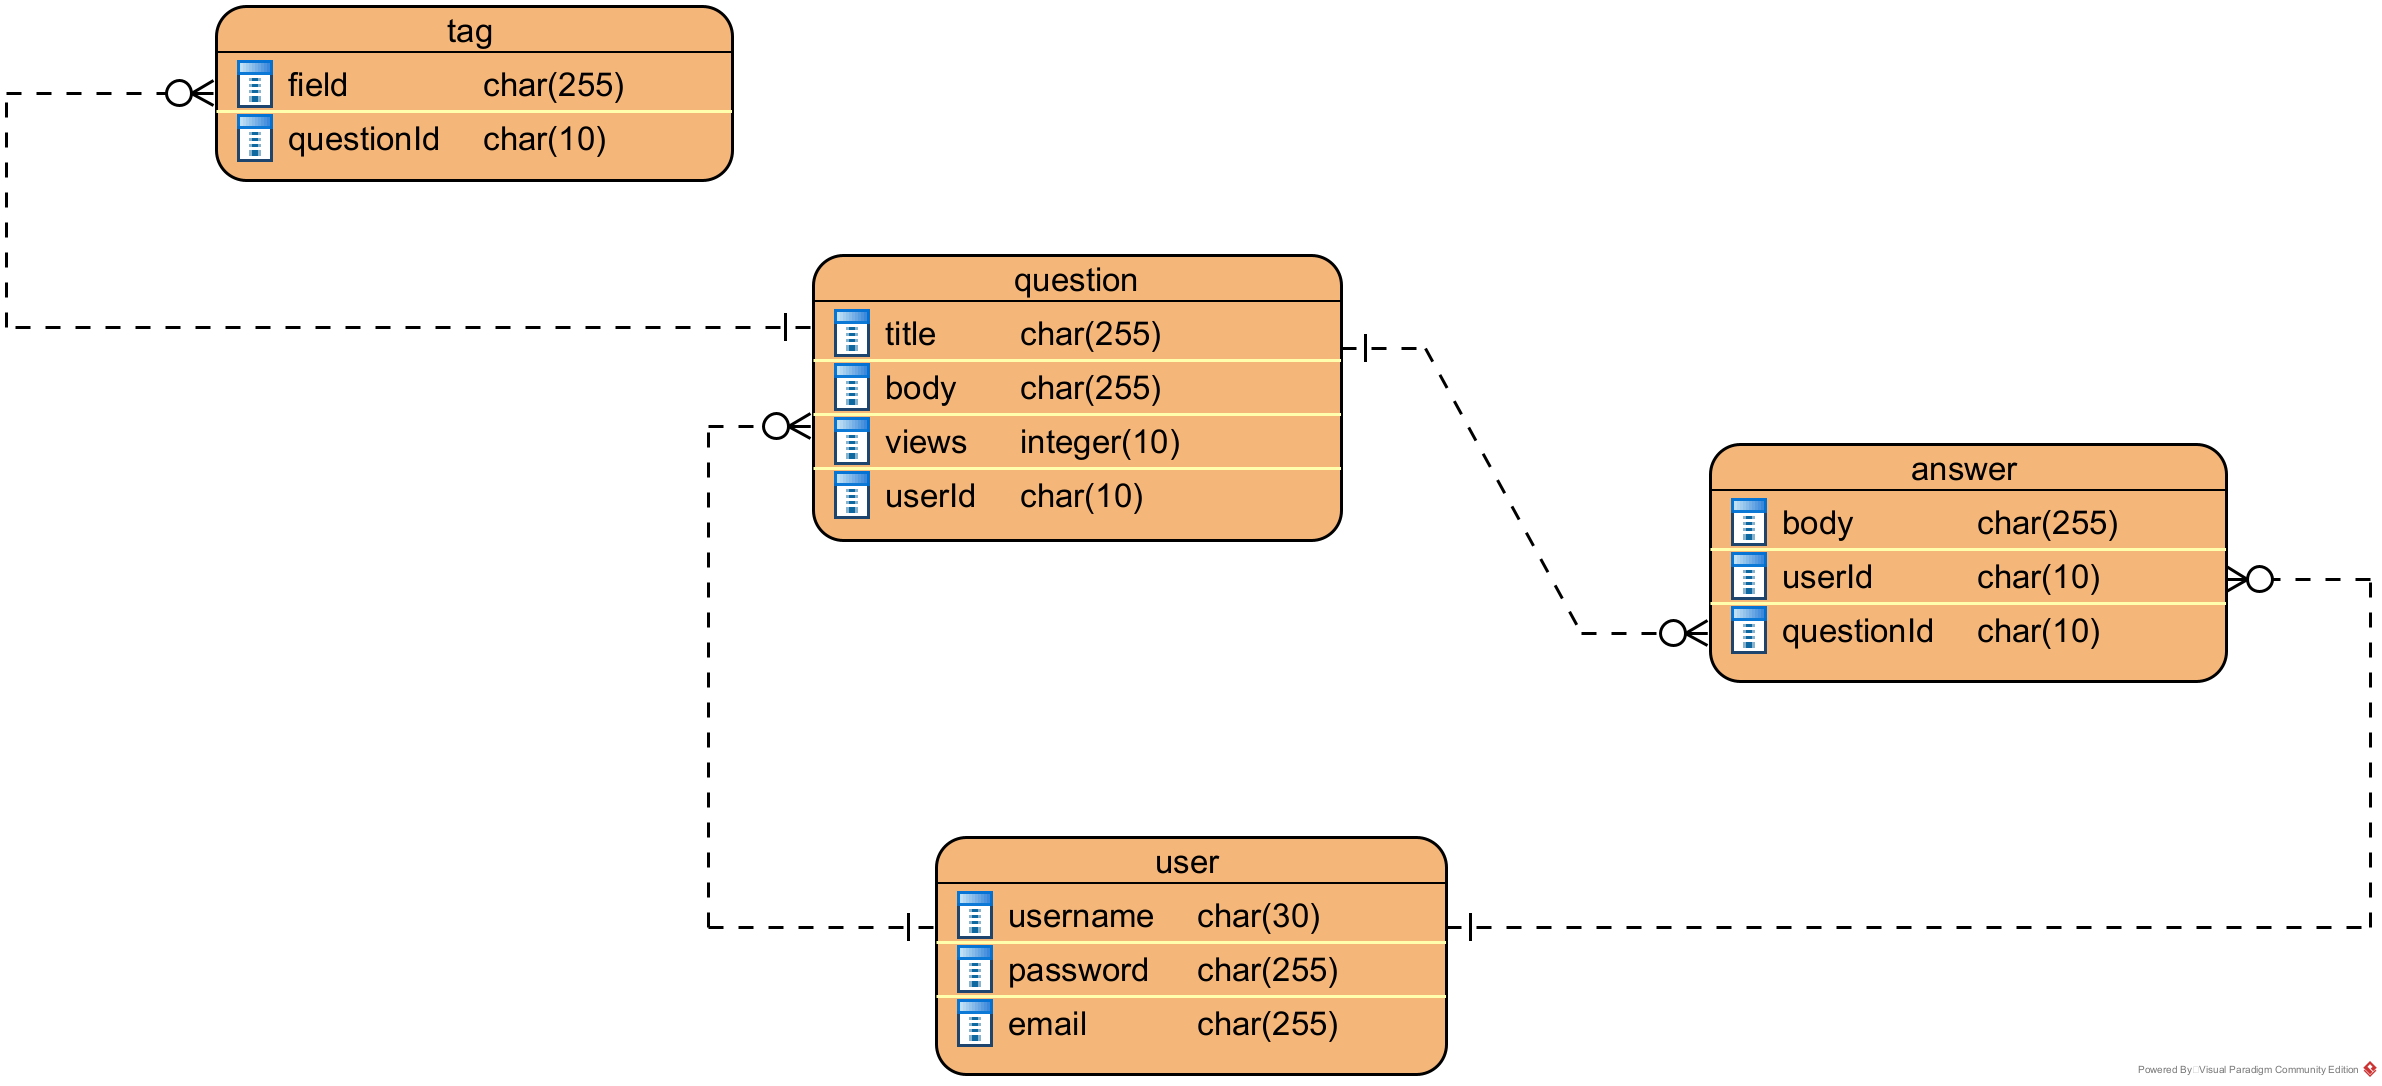 tag
field char(255)
questionId char(10)
question
title char(255)
body char(255)
views integer(10)
userId char(10)
answer
body char(255)
userId char(10)
questionId char(10)
user
username char(30)
password char(255)
email char(255)
Powered By Visual Paradigm Community Edition